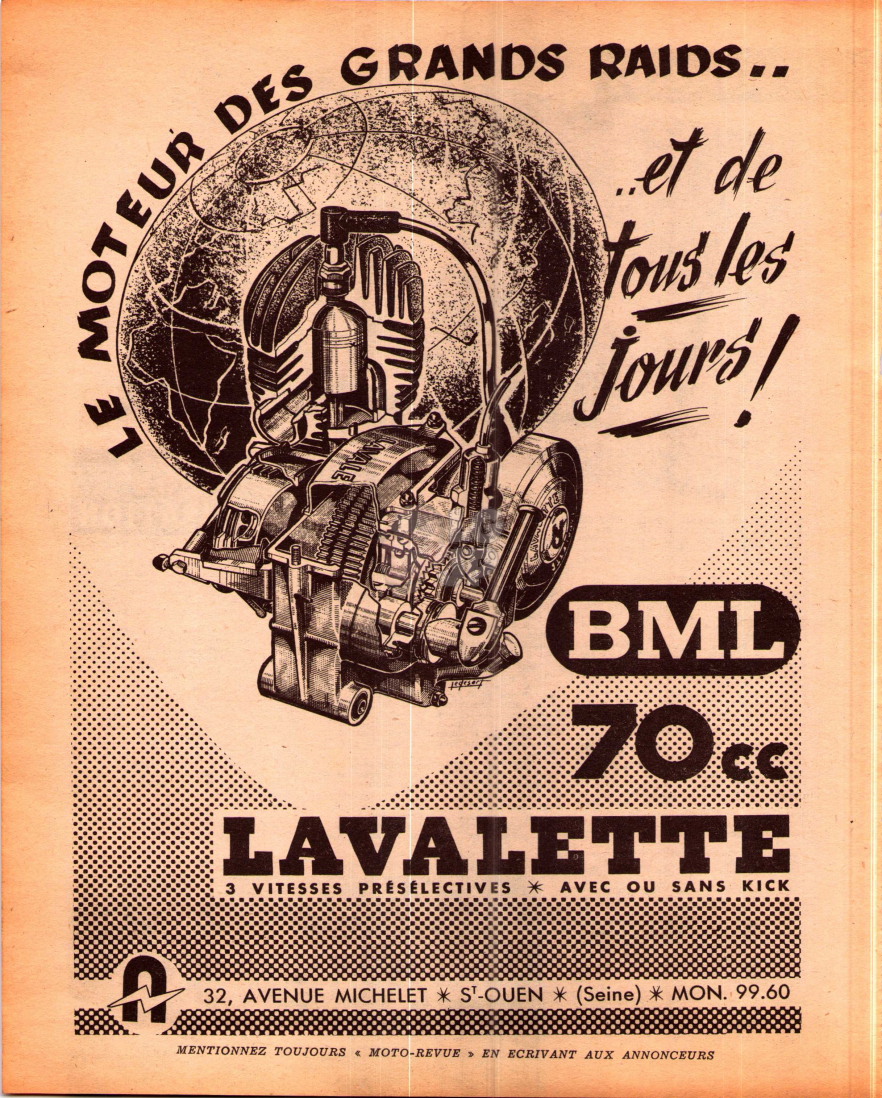 LE MOTEUR DES GRANDS RAIDS..
..et de
tous les
jours !
LAVALE
BML
70cc
LAVALETTE
3 VITESSES PRÉSÉLECTIVES ✳ AVEC OU SANS KICK
32, AVENUE MICHELET ✳ Sᵀ-OUEN ✳ (Seine) ✳ MON. 99.60
MENTIONNEZ TOUJOURS « MOTO-REVUE » EN ECRIVANT AUX ANNONCEURS